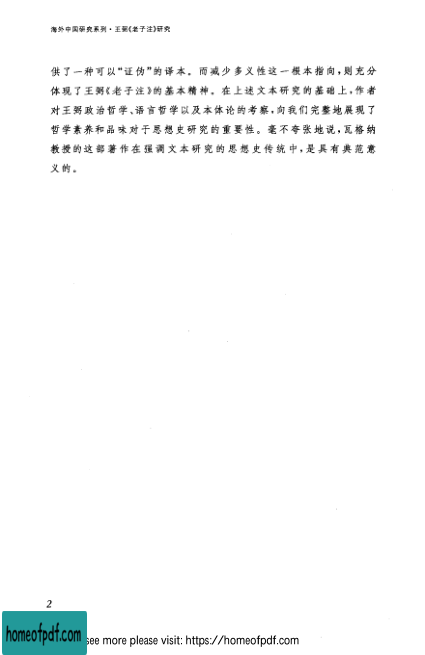 海外中国研究系列·王弼《老子注》研究
供了一种可以“证伪”的译本。而减少多义性这一根本指向,则充分
体现了王弼《老子注》的基本精神。在上述文本研究的基础上,作者
对王弼政治哲学、语言哲学以及本体论的考察,向我们完整地展现了
哲学素养和品味对于思想史研究的重要性。毫不夸张地说,瓦格纳
教授的这部著作在强调文本研究的思想史传统中,是具有典范意
义的。
2
homeofpdf.com
see more please visit: https://homeofpdf.com